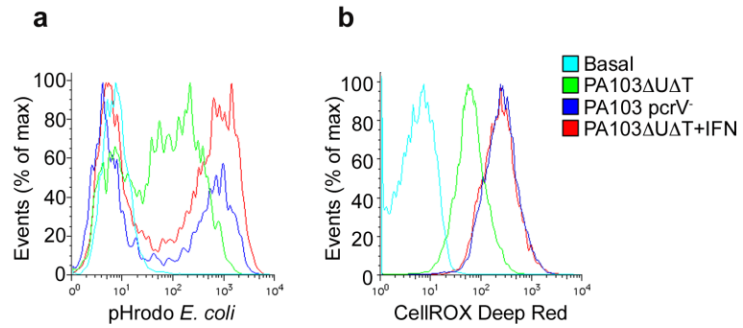 a
b
Events (% of max)
100
80
60
40
20
0
10⁰ 10¹ 10² 10³ 10⁴
pHrodo E. coli
Events (% of max)
100
80
60
40
20
0
10⁰ 10¹ 10² 10³ 10⁴
CellROX Deep Red
Basal
PA103ΔUΔT
PA103 pcrV-
PA103ΔUΔT+IFN